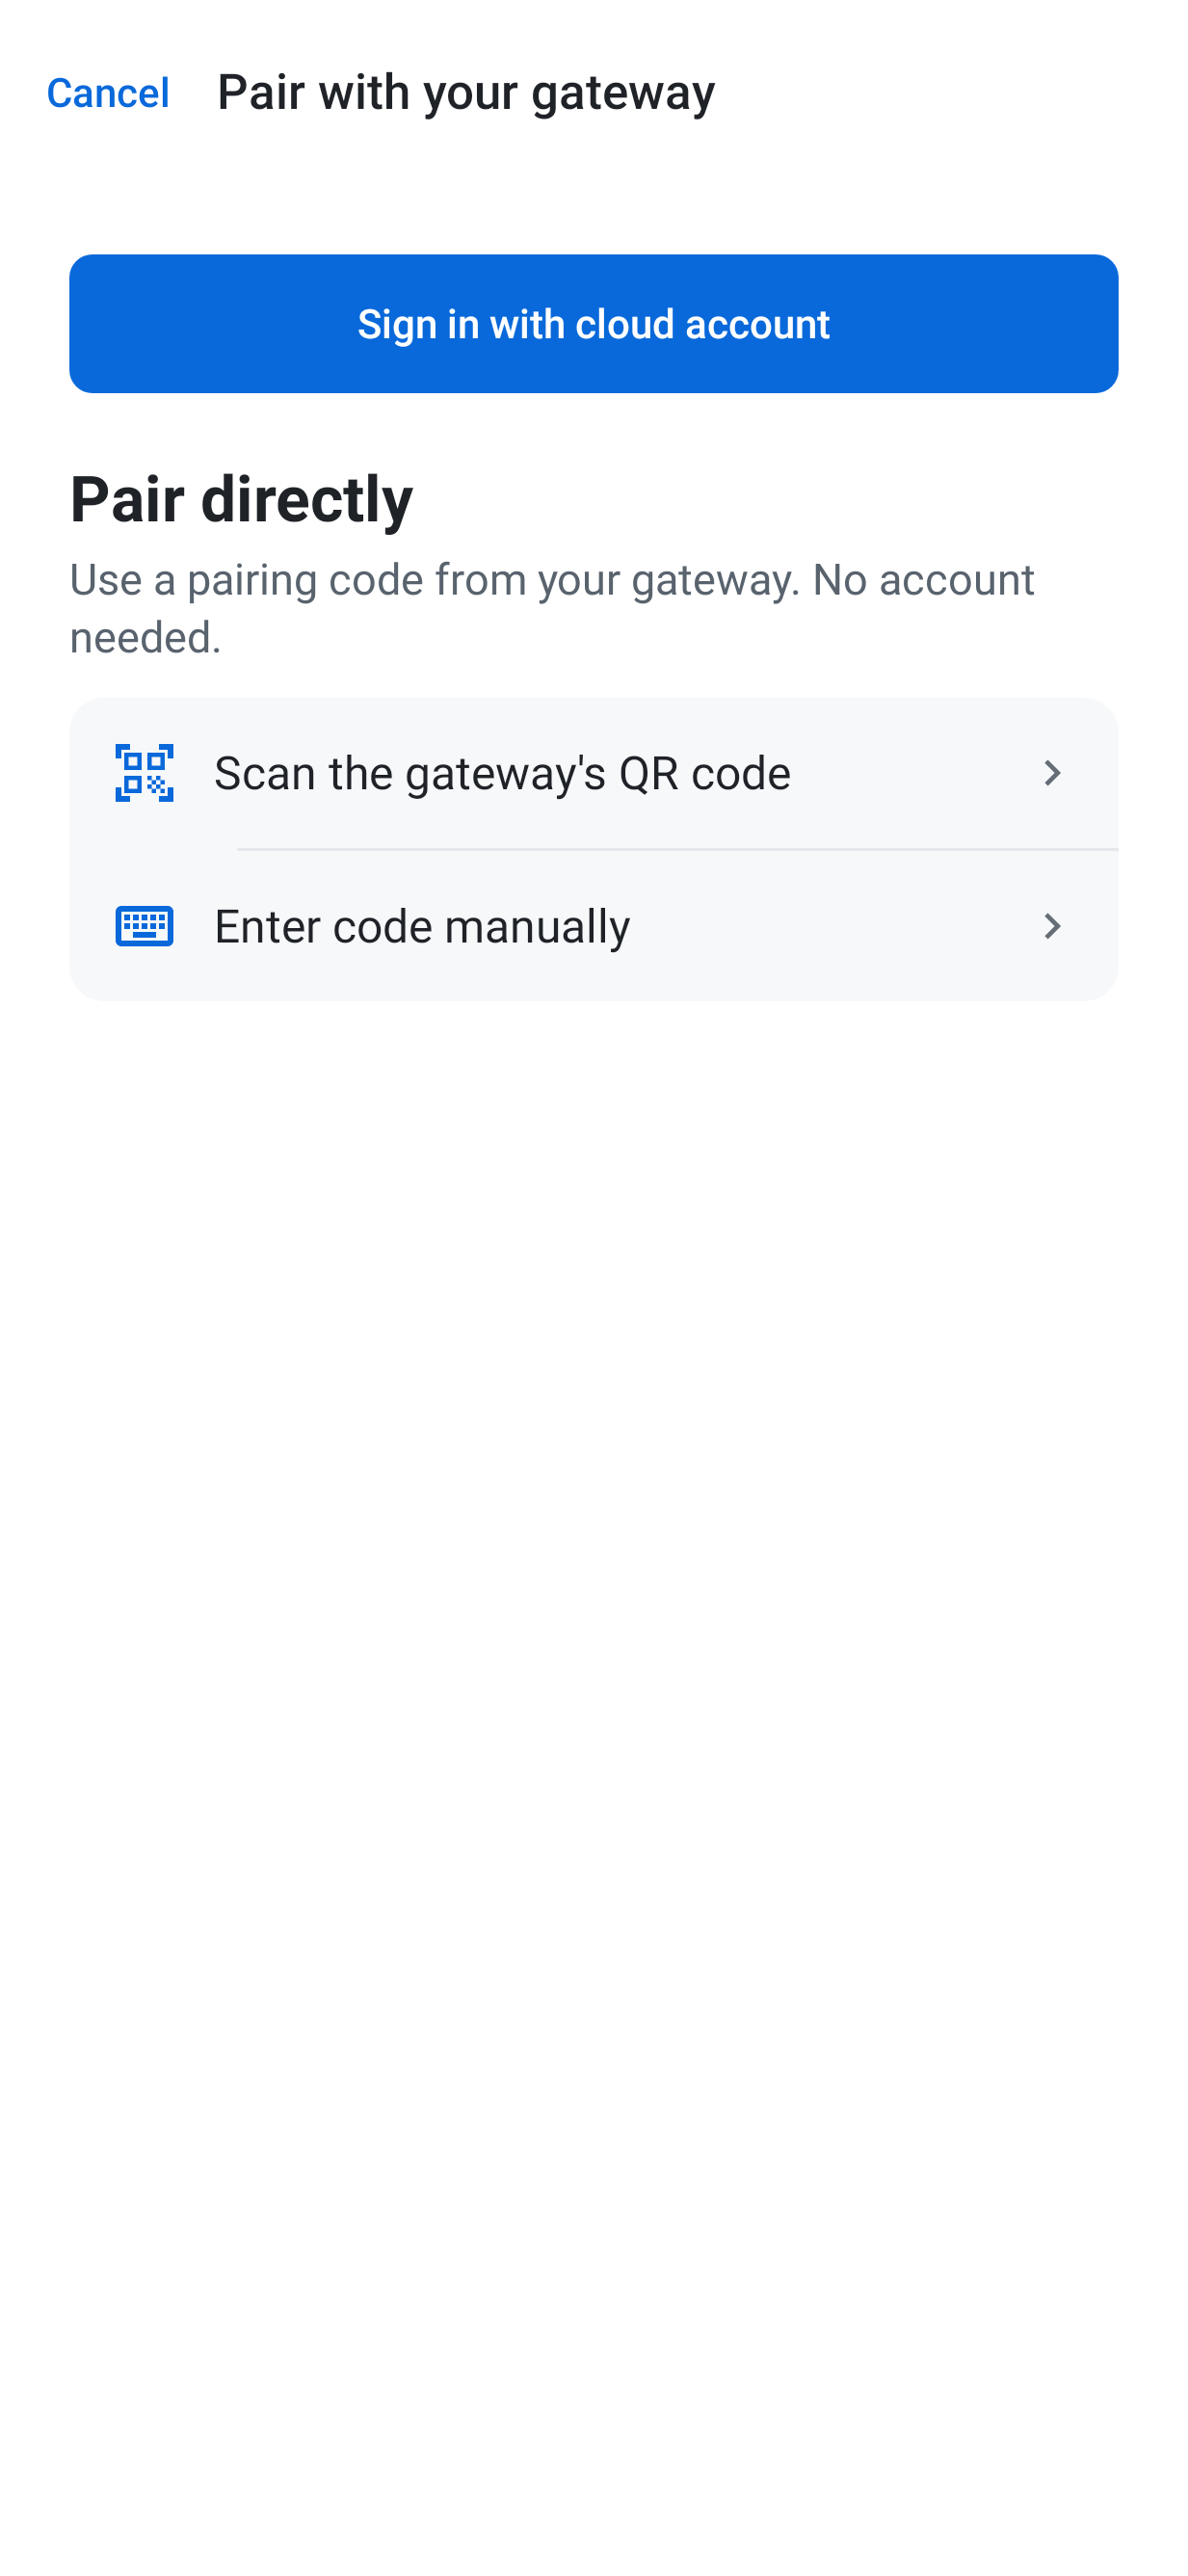 Cancel
Pair with your gateway
Sign in with cloud account
Pair directly
Use a pairing code from your gateway. No account
needed.
Scan the gateway's QR code
Enter code manually